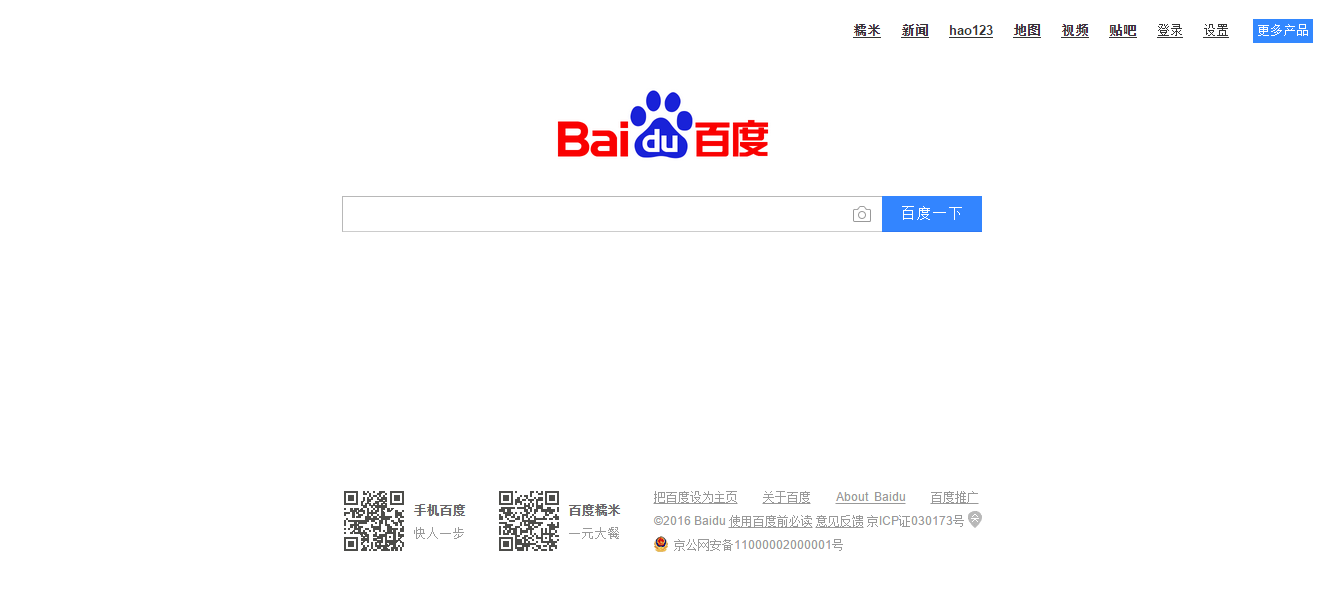 糯米 新闻 hao123 地图 视频 贴吧 登录 设置 更多产品
Bai du 百度
百度一下
手机百度
快人一步
百度糯米
一元大餐
把百度设为主页 关于百度 About Baidu 百度推广
©2016 Baidu 使用百度前必读 意见反馈 京ICP证030173号
京公网安备11000002000001号